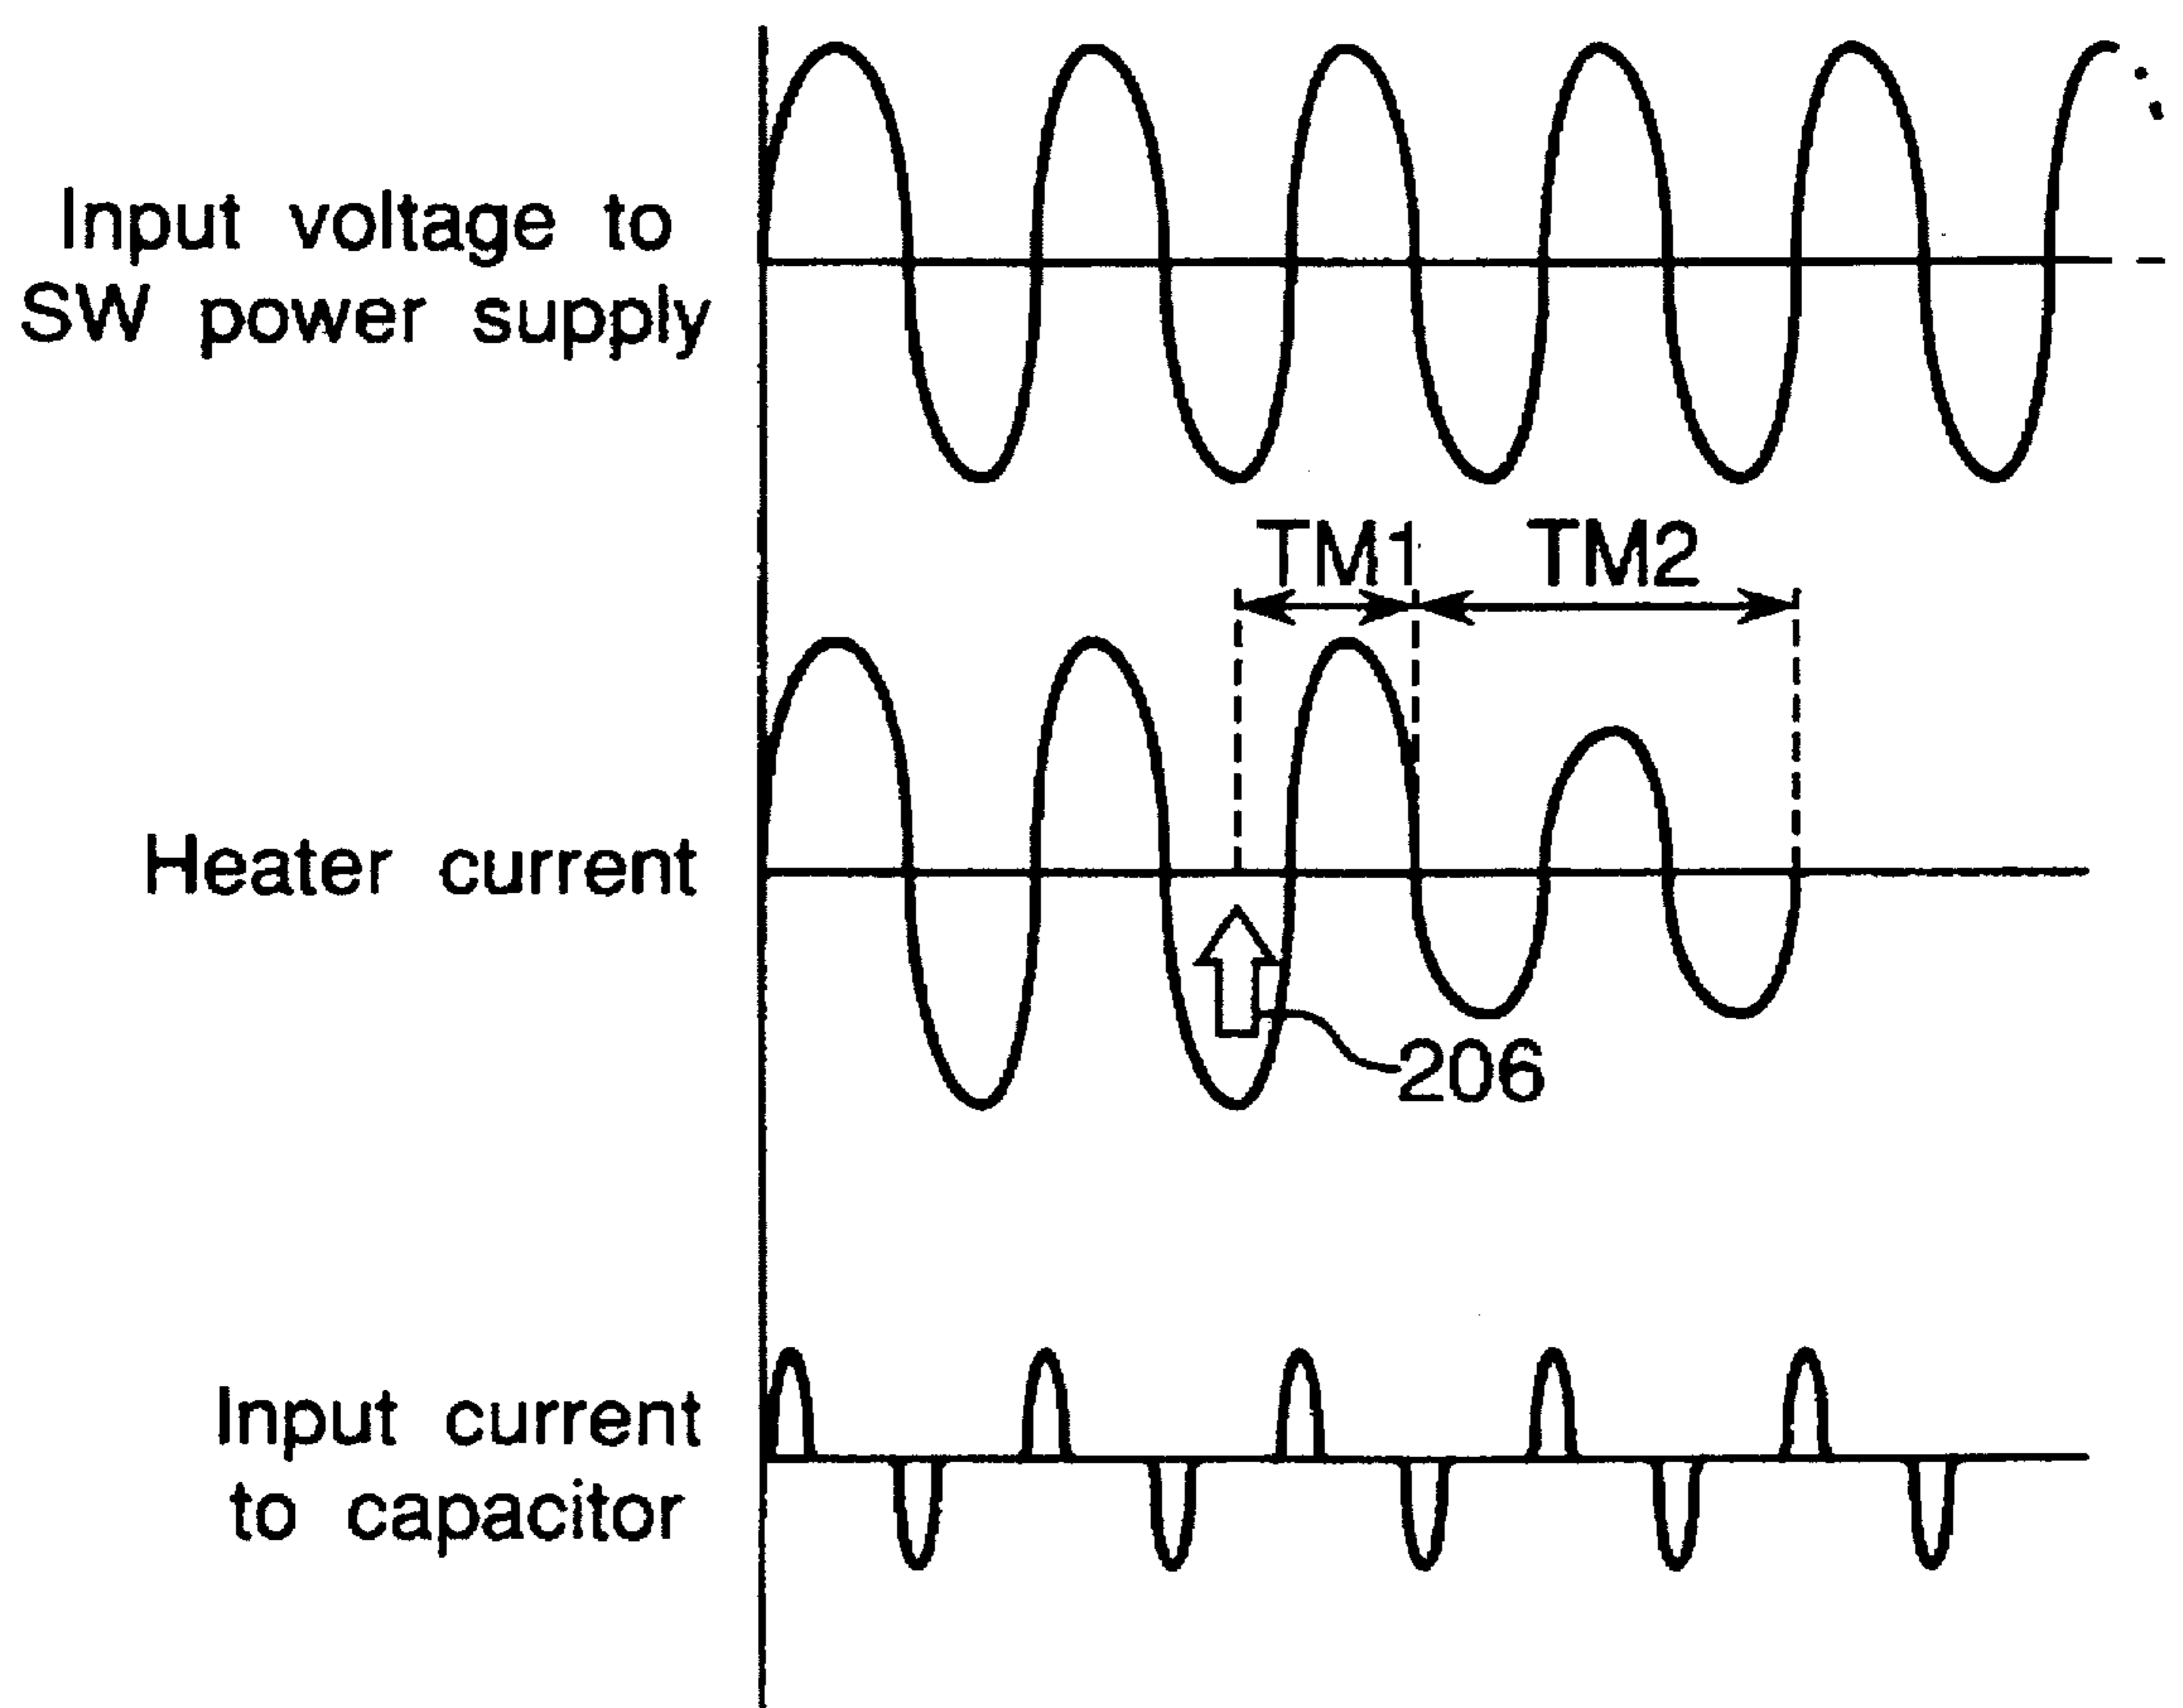 Input voltage to
SW power supply
TM1
TM2
Heater current
206
Input current
to capacitor